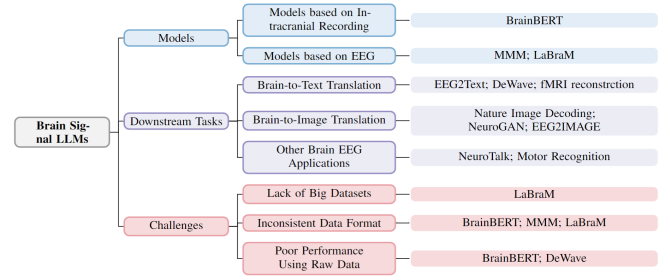 Models based on In-
tracranial Recording
BrainBERT
Models
Models based on EEG
MMM; LaBraM
Brain-to-Text Translation
EEG2Text; DeWave; fMRI reconstrction
Brain Sig-
nal LLMs
Downstream Tasks
Brain-to-Image Translation
Nature Image Decoding;
NeuroGAN; EEG2IMAGE
Other Brain EEG
Applications
NeuroTalk; Motor Recognition
Lack of Big Datasets
LaBraM
Challenges
Inconsistent Data Format
BrainBERT; MMM; LaBraM
Poor Performance
Using Raw Data
BrainBERT; DeWave